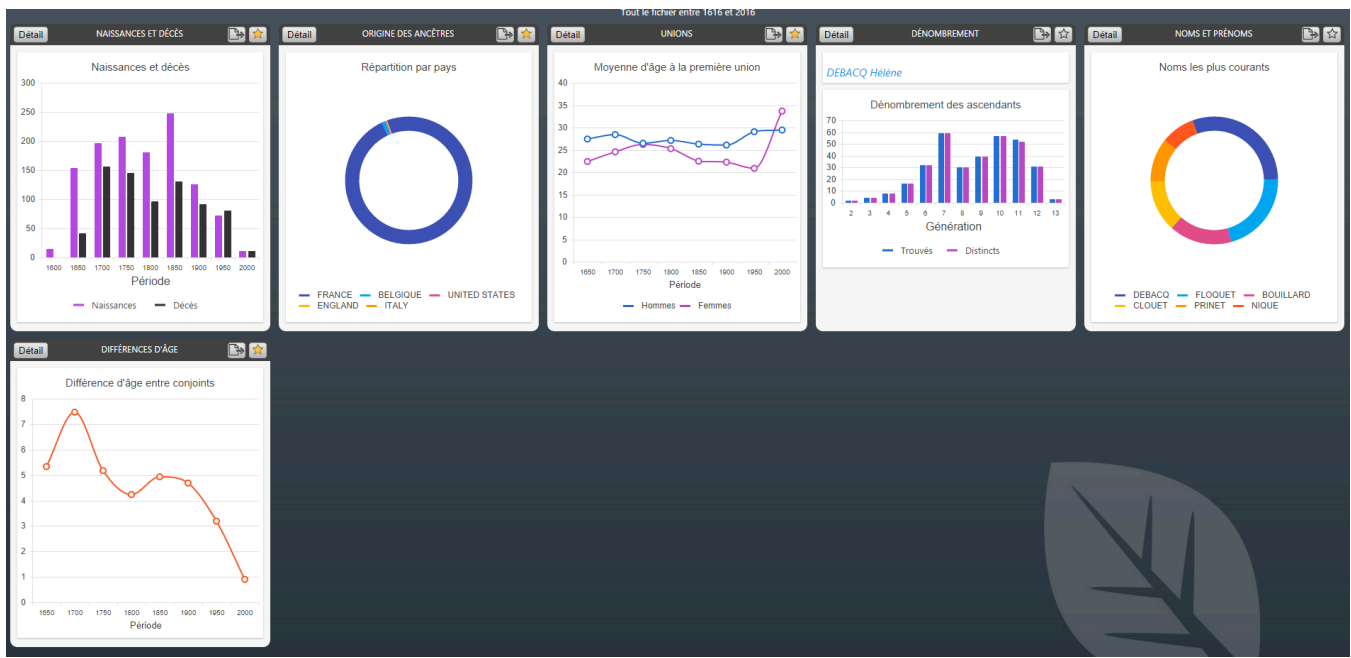 Tout le fichier entre 1616 et 2016
Détail NAISSANCES ET DÉCÈS
Naissances et décès
300
250
200
150
100
50
0
1600 1650 1700 1750 1800 1850 1900 1950 2000
Période
Naissances Décès
Détail ORIGINE DES ANCÊTRES
Répartition par pays
FRANCE BELGIQUE UNITED STATES
ENGLAND ITALY
Détail UNIONS
Moyenne d'âge à la première union
40
35
30
25
20
15
10
5
0
1650 1700 1750 1800 1850 1900 1950 2000
Période
Hommes Femmes
Détail DÉNOMBREMENT
DEBACQ Hélène
Dénombrement des ascendants
70
60
50
40
30
20
10
0
2 3 4 5 6 7 8 9 10 11 12 13
Génération
Trouvés Distincts
Détail NOMS ET PRÉNOMS
Noms les plus courants
DEBACQ FLOQUET BOUILLARD
CLOUET PRINET NIQUE
Détail DIFFÉRENCES D'ÂGE
Différence d'âge entre conjoints
8
7
6
5
4
3
2
1
0
1650 1700 1750 1800 1850 1900 1950 2000
Période